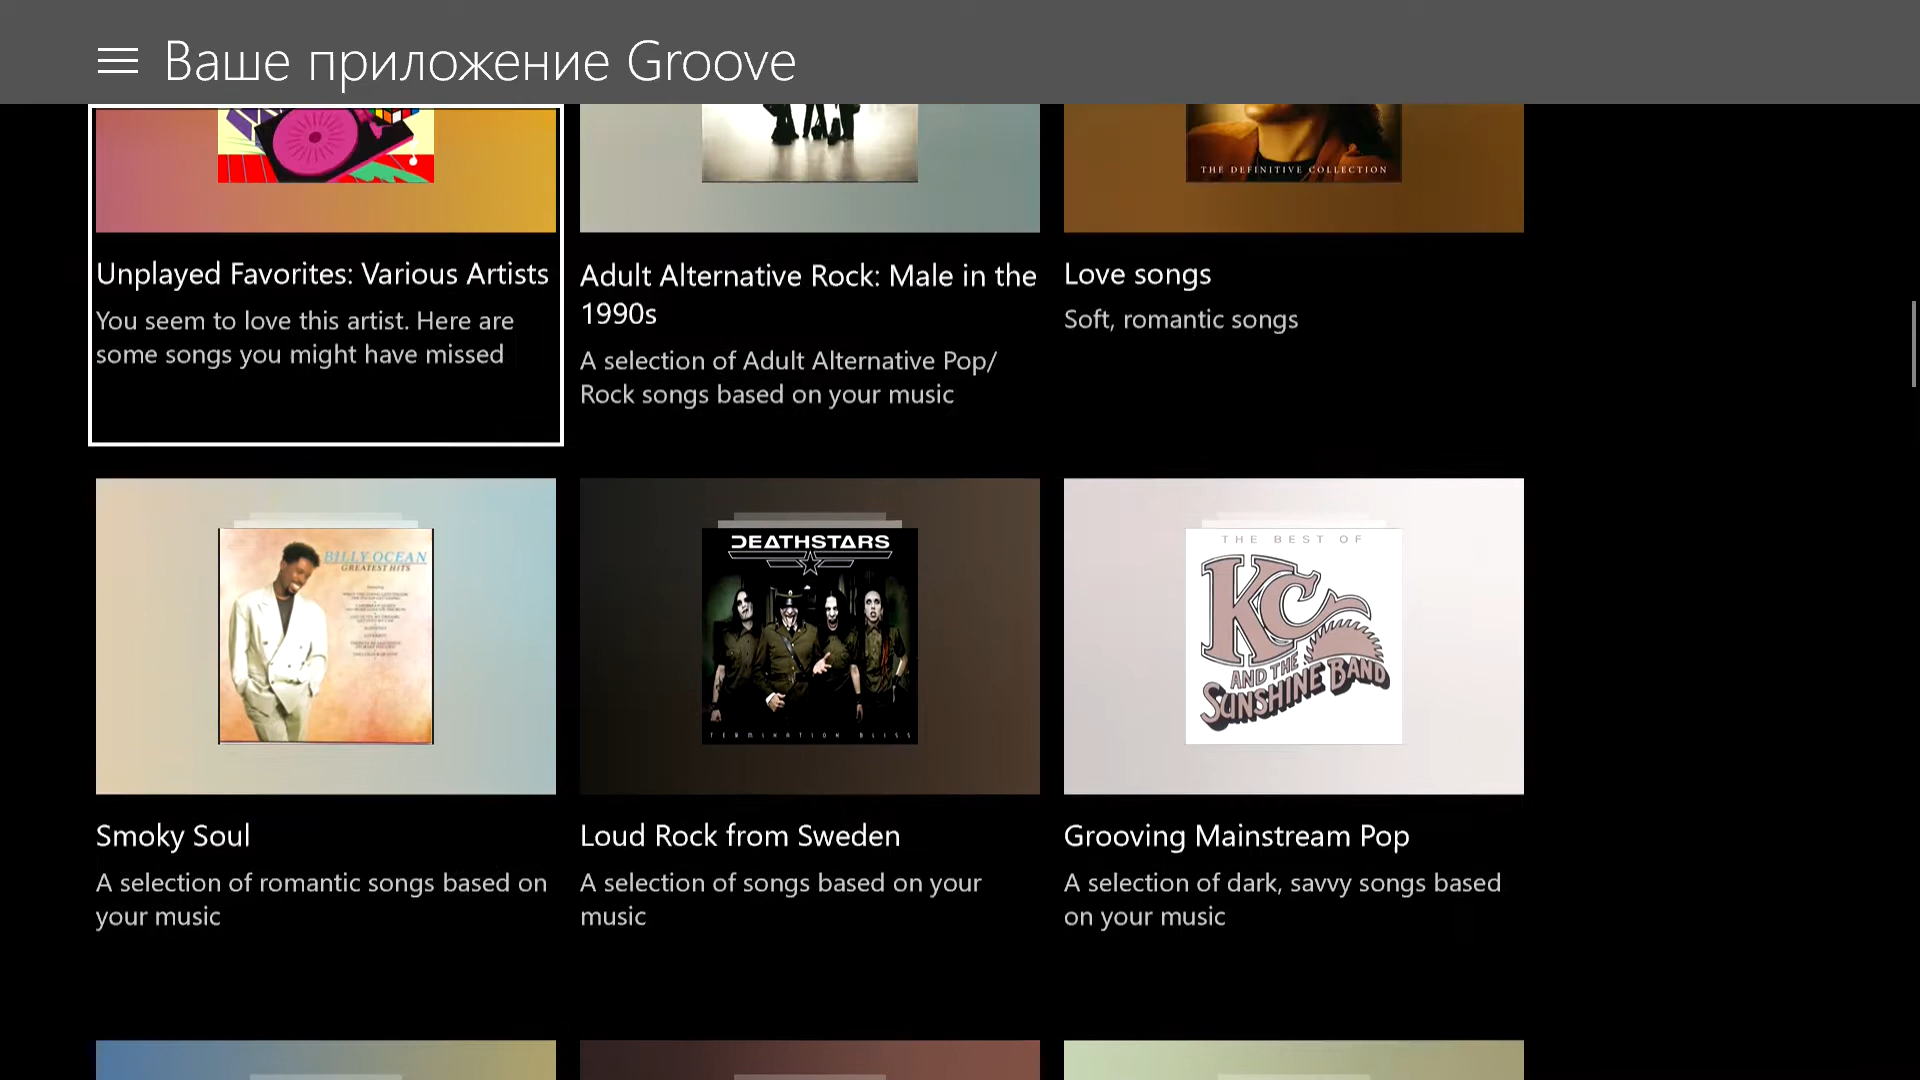 Ваше приложение Groove
THE DEFINITIVE COLLECTION
Unplayed Favorites: Various Artists
You seem to love this artist. Here are
some songs you might have missed
Adult Alternative Rock: Male in the
1990s
A selection of Adult Alternative Pop/
Rock songs based on your music
Love songs
Soft, romantic songs
BILLY OCEAN
GREATEST HITS
DEATHSTARS
TERMINATION BLISS
THE BEST OF
KC
AND THE
SUNSHINE BAND
Smoky Soul
A selection of romantic songs based on
your music
Loud Rock from Sweden
A selection of songs based on your
music
Grooving Mainstream Pop
A selection of dark, savvy songs based
on your music